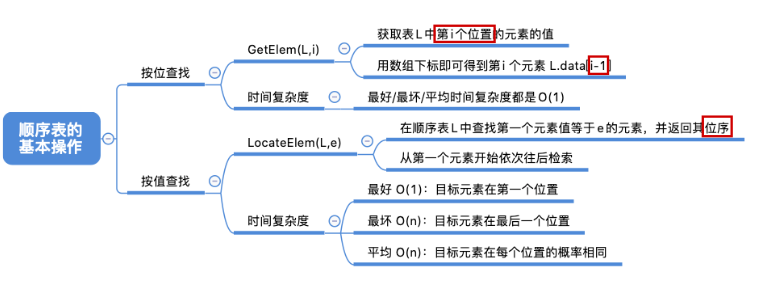 顺序表的
基本操作
按位查找
GetElem(L,i)
获取表L中第i个位置的元素的值
用数组下标即可得到第i 个元素 L.data[i-1]
时间复杂度
最好/最坏/平均时间复杂度都是O(1)
按值查找
LocateElem(L,e)
在顺序表L中查找第一个元素值等于e的元素，并返回其位序
从第一个元素开始依次往后检索
时间复杂度
最好 O(1)：目标元素在第一个位置
最坏 O(n)：目标元素在最后一个位置
平均 O(n)：目标元素在每个位置的概率相同